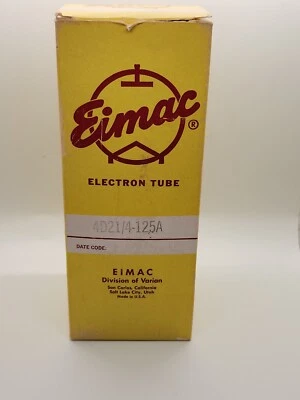 Eimac
®
ELECTRON TUBE
4D21/4-125A
DATE CODE
EIMAC
Division of Varian
San Carlos, California
Salt Lake City, Utah
Made in U.S.A.